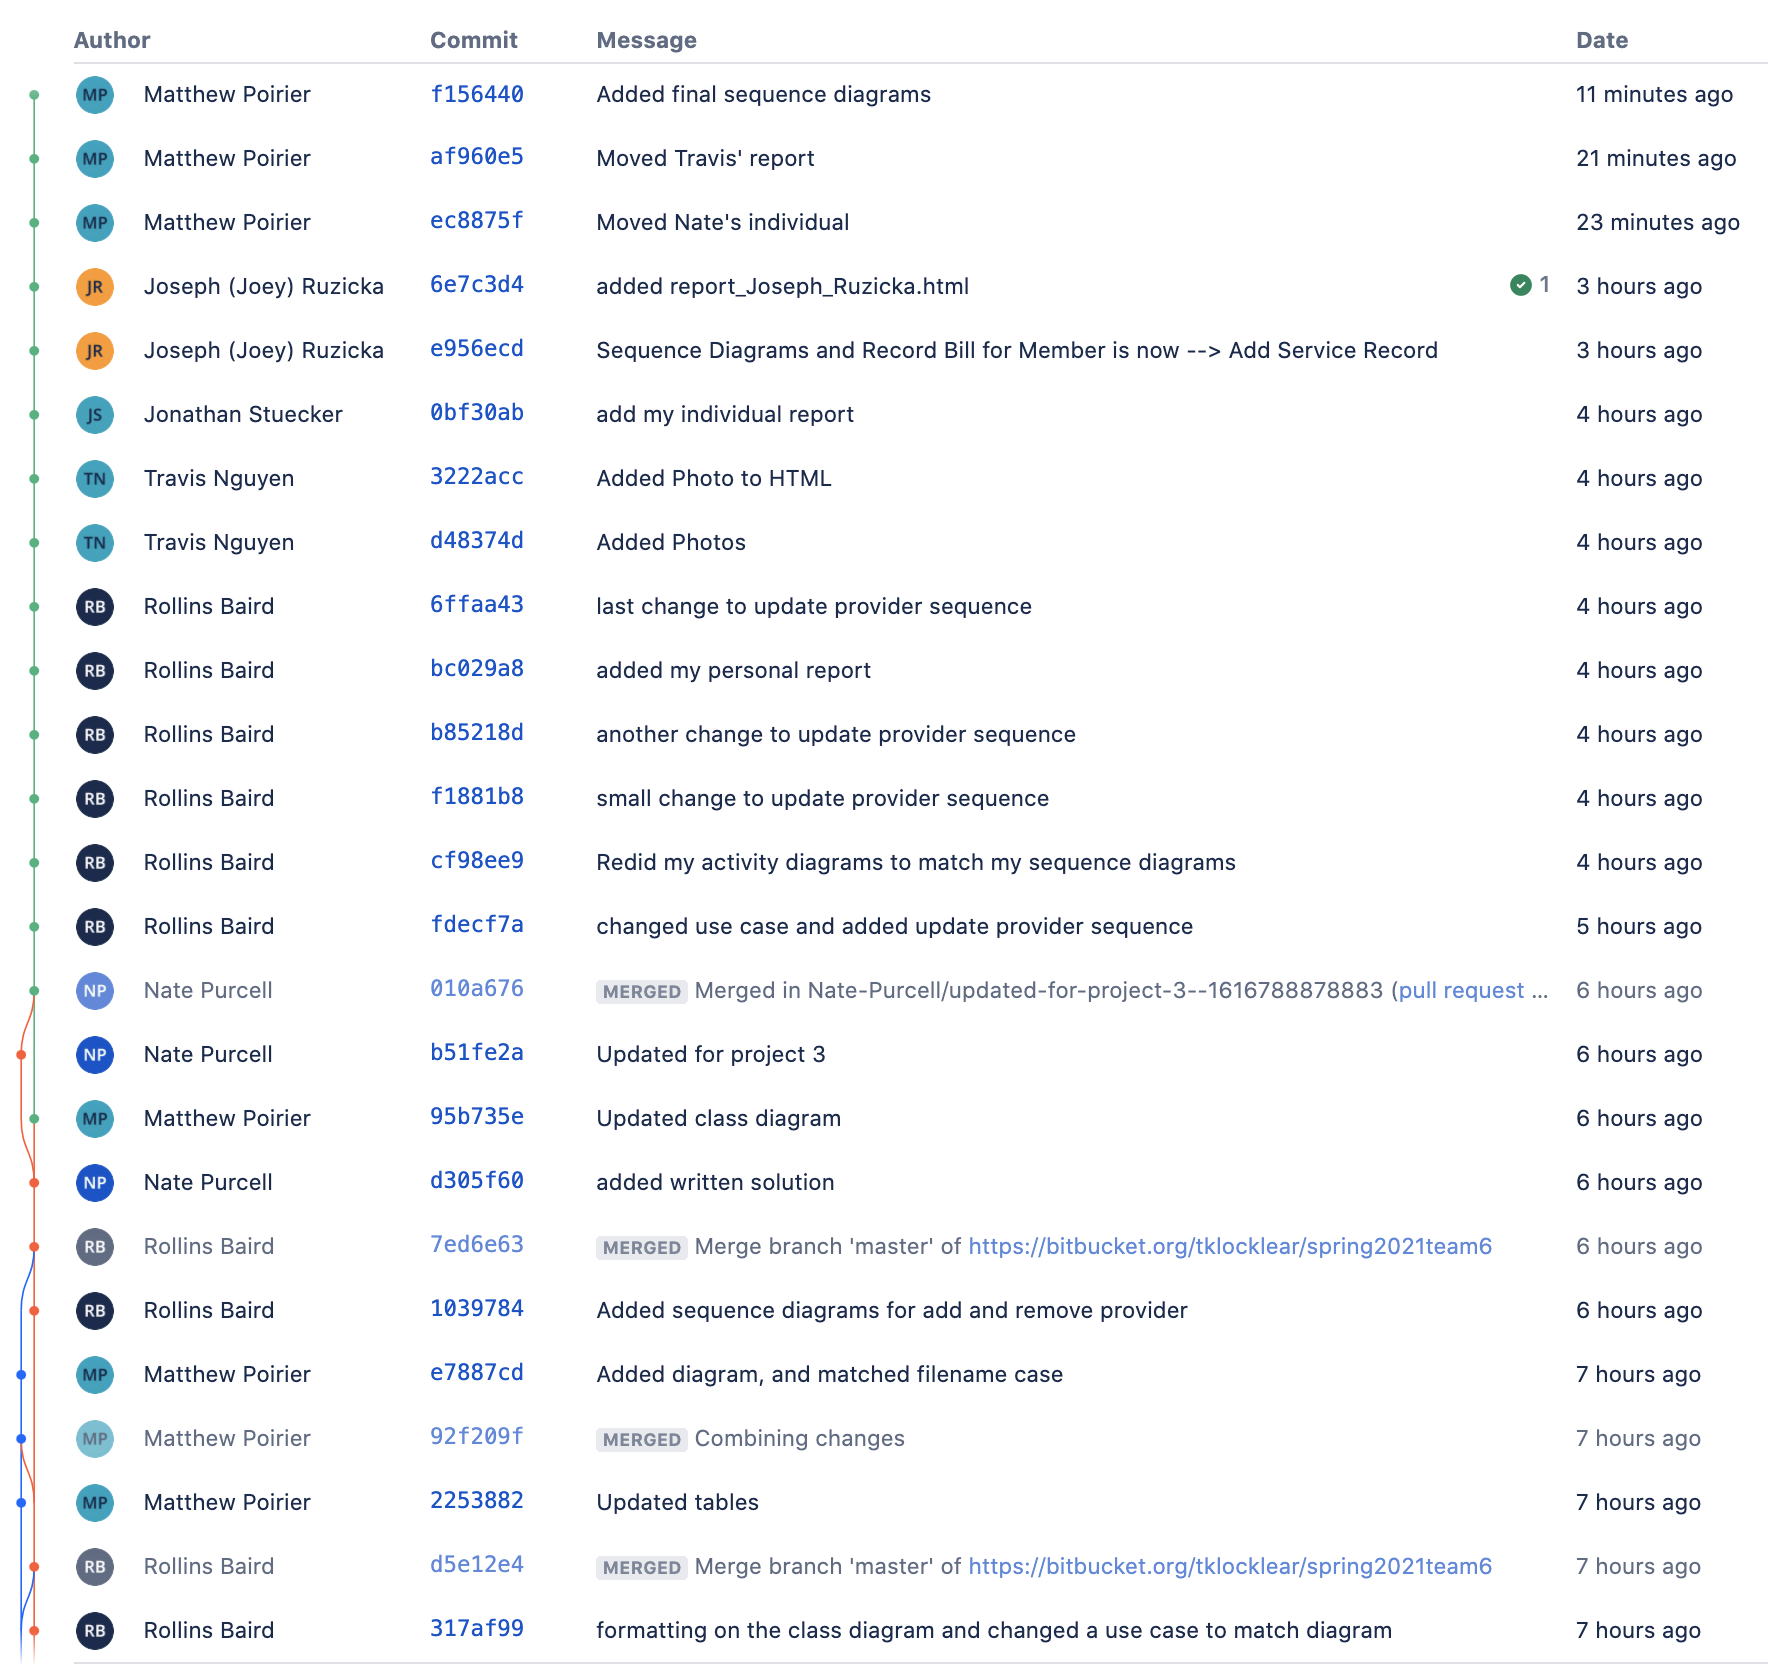 Author Commit Message Date
MP Matthew Poirier f156440 Added final sequence diagrams 11 minutes ago
MP Matthew Poirier af960e5 Moved Travis' report 21 minutes ago
MP Matthew Poirier ec8875f Moved Nate's individual 23 minutes ago
JR Joseph (Joey) Ruzicka 6e7c3d4 added report_Joseph_Ruzicka.html 1 3 hours ago
JR Joseph (Joey) Ruzicka e956ecd Sequence Diagrams and Record Bill for Member is now --> Add Service Record 3 hours ago
JS Jonathan Stuecker 0bf30ab add my individual report 4 hours ago
TN Travis Nguyen 3222acc Added Photo to HTML 4 hours ago
TN Travis Nguyen d48374d Added Photos 4 hours ago
RB Rollins Baird 6ffaa43 last change to update provider sequence 4 hours ago
RB Rollins Baird bc029a8 added my personal report 4 hours ago
RB Rollins Baird b85218d another change to update provider sequence 4 hours ago
RB Rollins Baird f1881b8 small change to update provider sequence 4 hours ago
RB Rollins Baird cf98ee9 Redid my activity diagrams to match my sequence diagrams 4 hours ago
RB Rollins Baird fdecf7a changed use case and added update provider sequence 5 hours ago
NP Nate Purcell 010a676 MERGED Merged in Nate-Purcell/updated-for-project-3--1616788878883 (pull request ... 6 hours ago
NP Nate Purcell b51fe2a Updated for project 3 6 hours ago
MP Matthew Poirier 95b735e Updated class diagram 6 hours ago
NP Nate Purcell d305f60 added written solution 6 hours ago
RB Rollins Baird 7ed6e63 MERGED Merge branch 'master' of https://bitbucket.org/tklocklear/spring2021team6 6 hours ago
RB Rollins Baird 1039784 Added sequence diagrams for add and remove provider 6 hours ago
MP Matthew Poirier e7887cd Added diagram, and matched filename case 7 hours ago
MP Matthew Poirier 92f209f MERGED Combining changes 7 hours ago
MP Matthew Poirier 2253882 Updated tables 7 hours ago
RB Rollins Baird d5e12e4 MERGED Merge branch 'master' of https://bitbucket.org/tklocklear/spring2021team6 7 hours ago
RB Rollins Baird 317af99 formatting on the class diagram and changed a use case to match diagram 7 hours ago